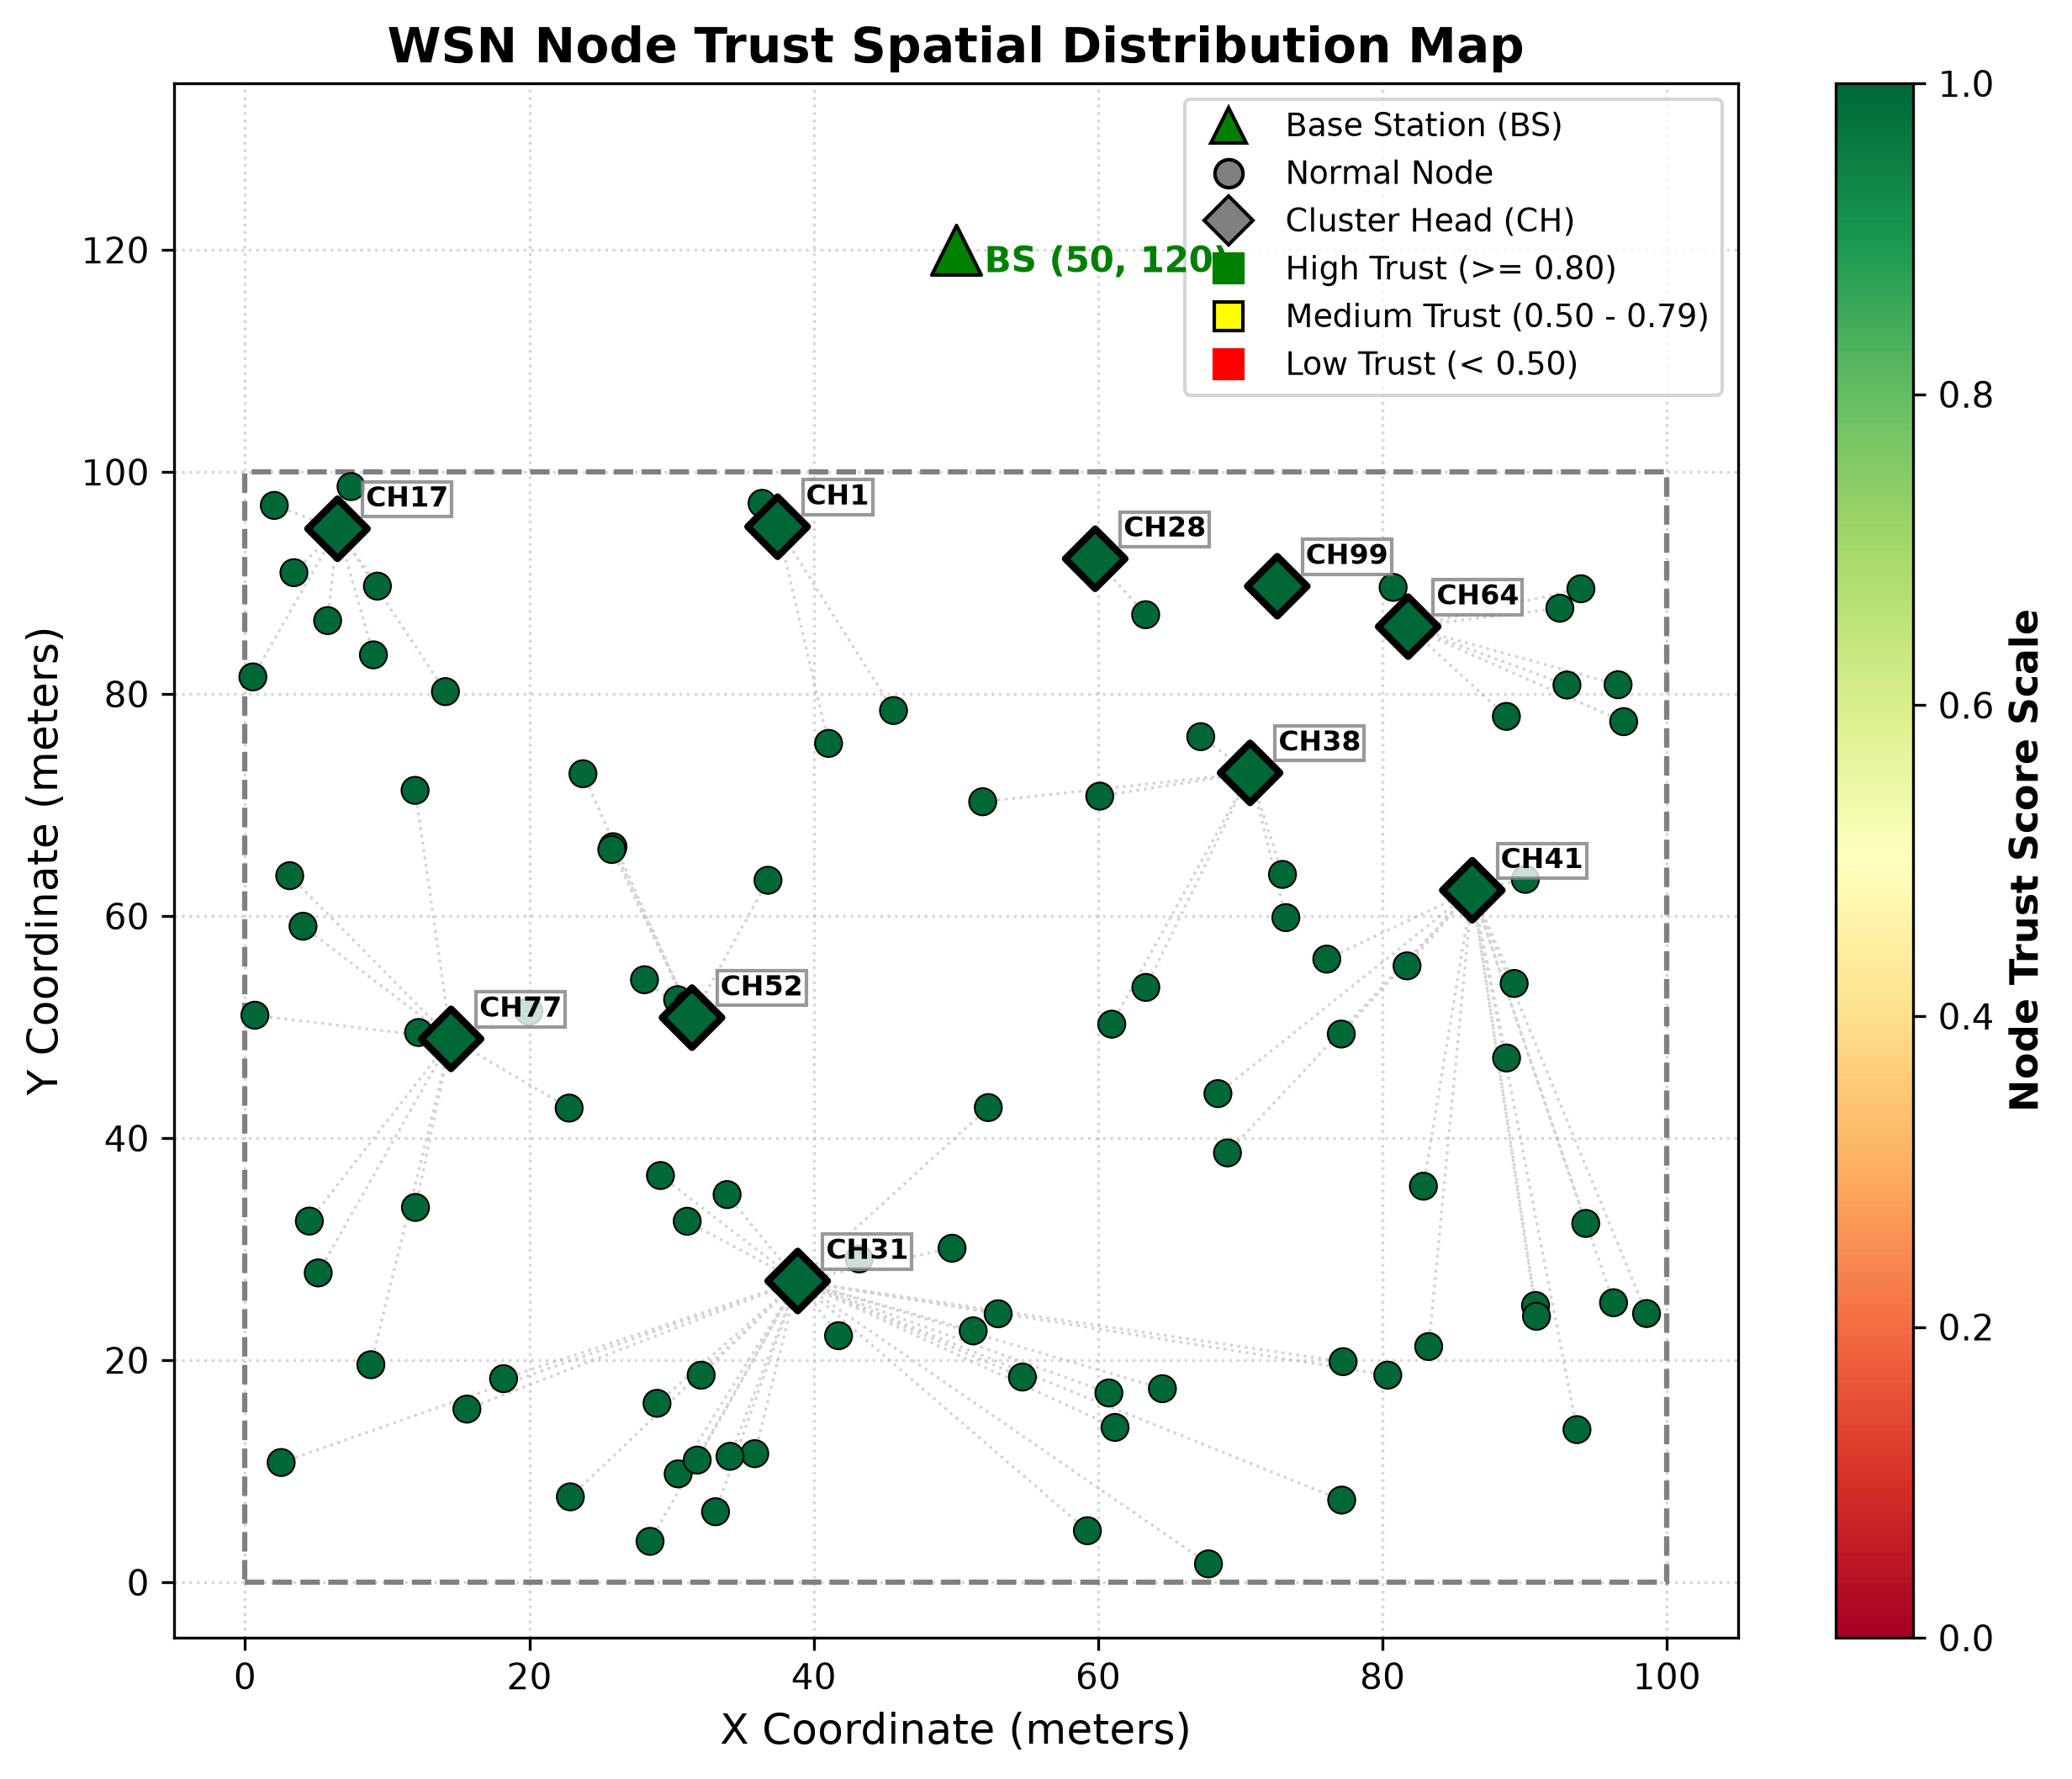 WSN Node Trust Spatial Distribution Map
Base Station (BS)
Normal Node
Cluster Head (CH)
High Trust (>= 0.80)
Medium Trust (0.50 - 0.79)
Low Trust (< 0.50)
BS (50, 120)
CH17
CH1
CH28
CH99
CH64
CH38
CH41
CH52
CH77
CH31
120
100
80
60
40
20
0
Y Coordinate (meters)
0
20
40
60
80
100
X Coordinate (meters)
1.0
0.8
0.6
0.4
0.2
0.0
Node Trust Score Scale